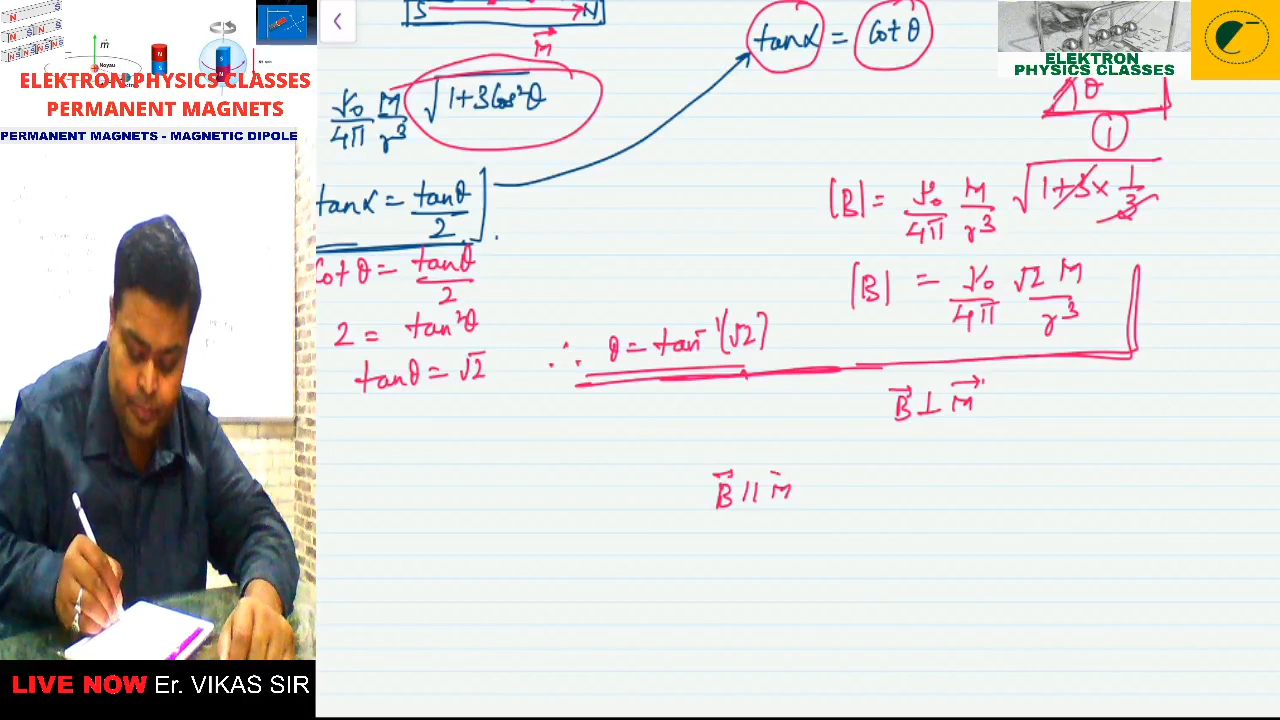 S N
M⃗
μ₀/4π M/r³ √(1+3Cos²θ)
tanα = tanθ/2
Cot θ = tanθ/2
2 = tan²θ
tanθ = √2
∴ θ = tan⁻¹(√2)
tanα = Cot θ
θ
1
|B| = μ₀/4π M/r³ √(1+3×1/3)
|B| = μ₀/4π √2 M/r³
B⃗ ⊥ M⃗
B⃗ || M⃗
ELEKTRON PHYSICS CLASSES
PERMANENT MAGNETS
PERMANENT MAGNETS - MAGNETIC DIPOLE
ELEKTRON
PHYSICS CLASSES
LIVE NOW Er. VIKAS SIR